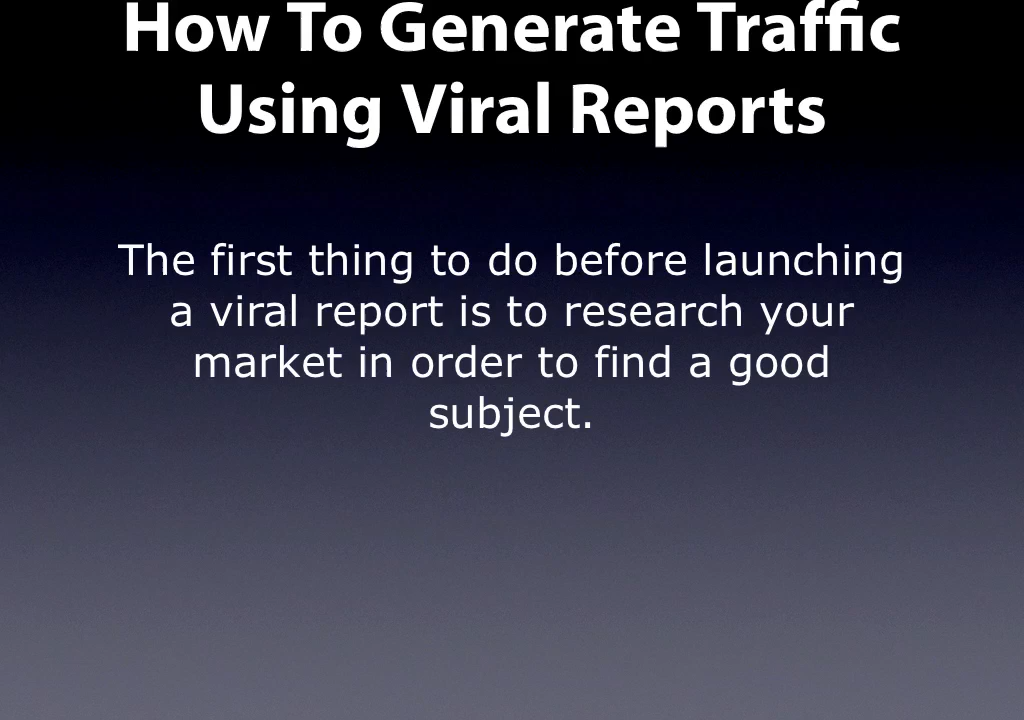 How To Generate Traffic
Using Viral Reports
The first thing to do before launching
a viral report is to research your
market in order to find a good
subject.